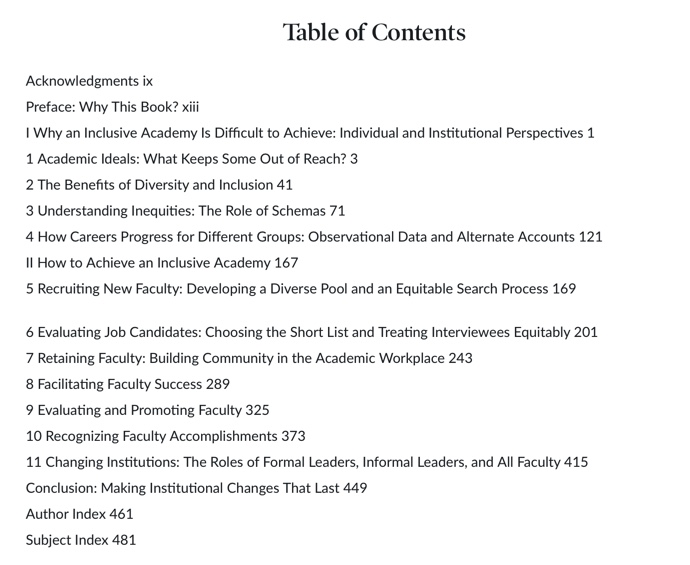 Table of Contents
Acknowledgments ix
Preface: Why This Book? xiii
I Why an Inclusive Academy Is Difficult to Achieve: Individual and Institutional Perspectives 1
1 Academic Ideals: What Keeps Some Out of Reach? 3
2 The Benefits of Diversity and Inclusion 41
3 Understanding Inequities: The Role of Schemas 71
4 How Careers Progress for Different Groups: Observational Data and Alternate Accounts 121
II How to Achieve an Inclusive Academy 167
5 Recruiting New Faculty: Developing a Diverse Pool and an Equitable Search Process 169
6 Evaluating Job Candidates: Choosing the Short List and Treating Interviewees Equitably 201
7 Retaining Faculty: Building Community in the Academic Workplace 243
8 Facilitating Faculty Success 289
9 Evaluating and Promoting Faculty 325
10 Recognizing Faculty Accomplishments 373
11 Changing Institutions: The Roles of Formal Leaders, Informal Leaders, and All Faculty 415
Conclusion: Making Institutional Changes That Last 449
Author Index 461
Subject Index 481